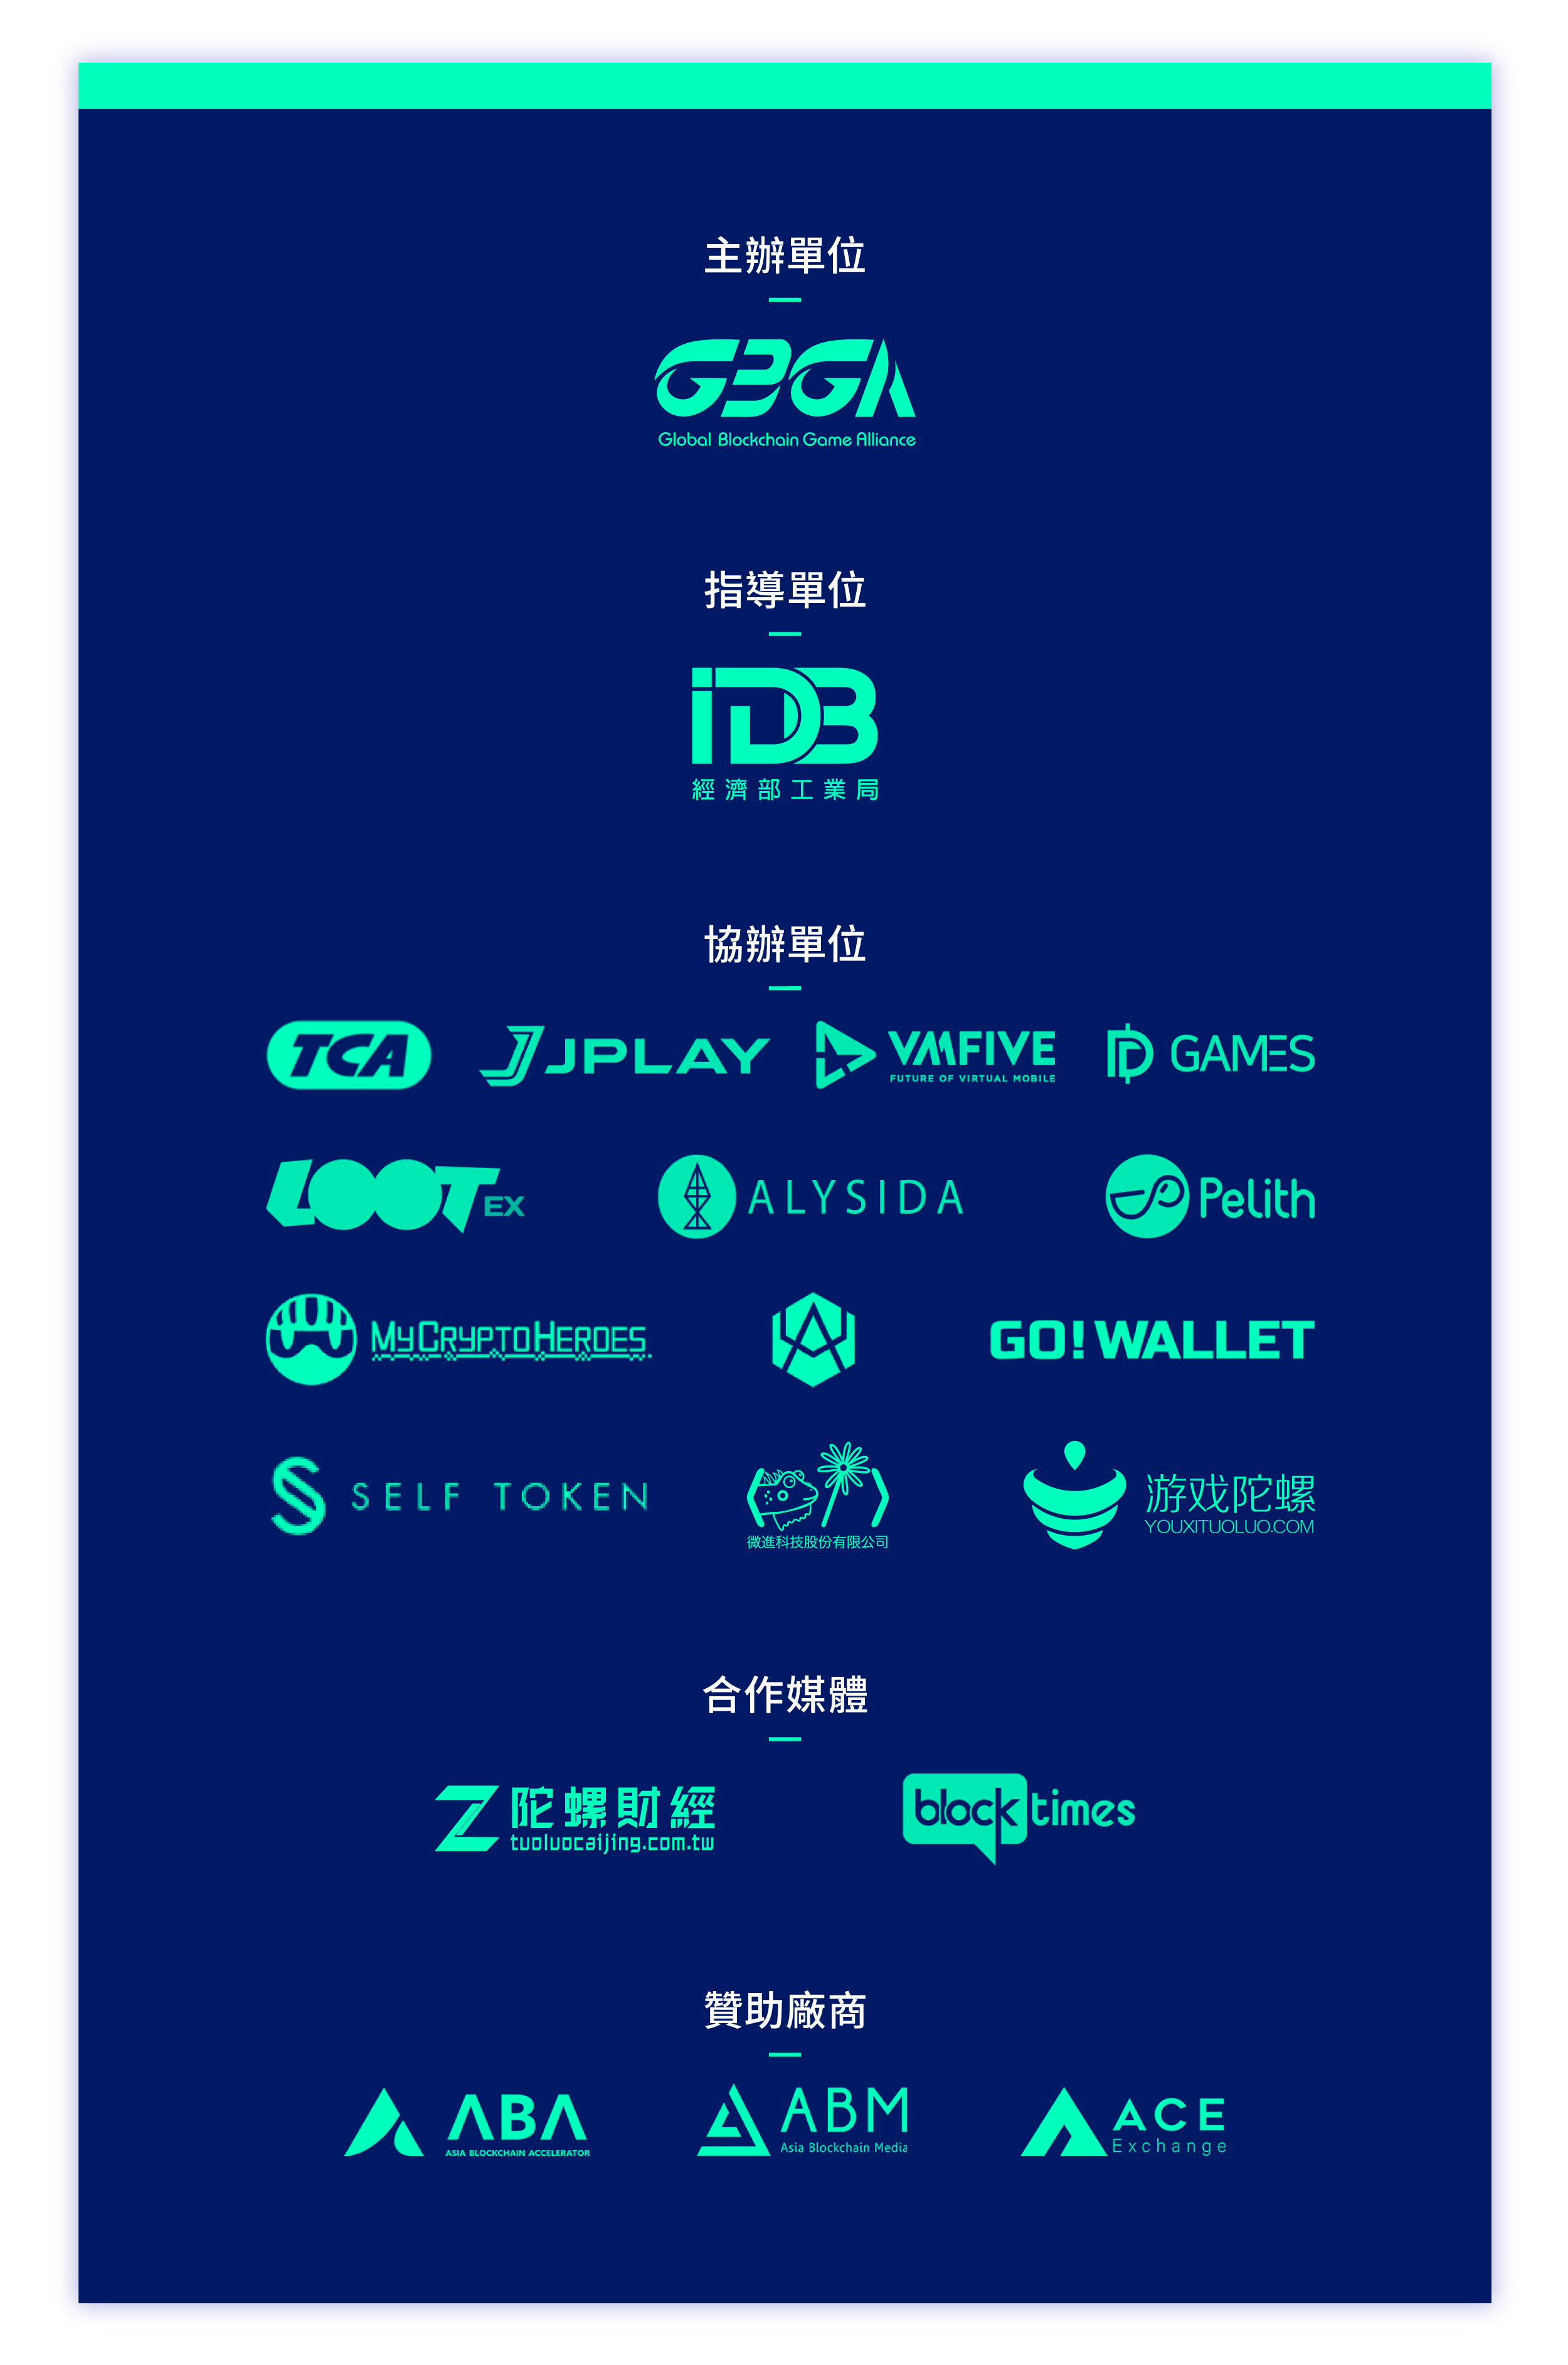 主辦單位
GBGA
Global Blockchain Game Alliance
指導單位
iDB
經濟部工業局
協辦單位
TCA
JPLAY
VMFIVE
FUTURE OF VIRTUAL MOBILE
GAMES
LOOT EX
ALYSIDA
Pelith
MyCryptoHeroes
GO! WALLET
SELF TOKEN
微進科技股份有限公司
游戏陀螺
YOUXITUOLUO.COM
合作媒體
陀螺財經
tuoluocaijing.com.tw
block times
贊助廠商
ABA
ASIA BLOCKCHAIN ACCELERATOR
ABM
Asia Blockchain Media
ACE
Exchange